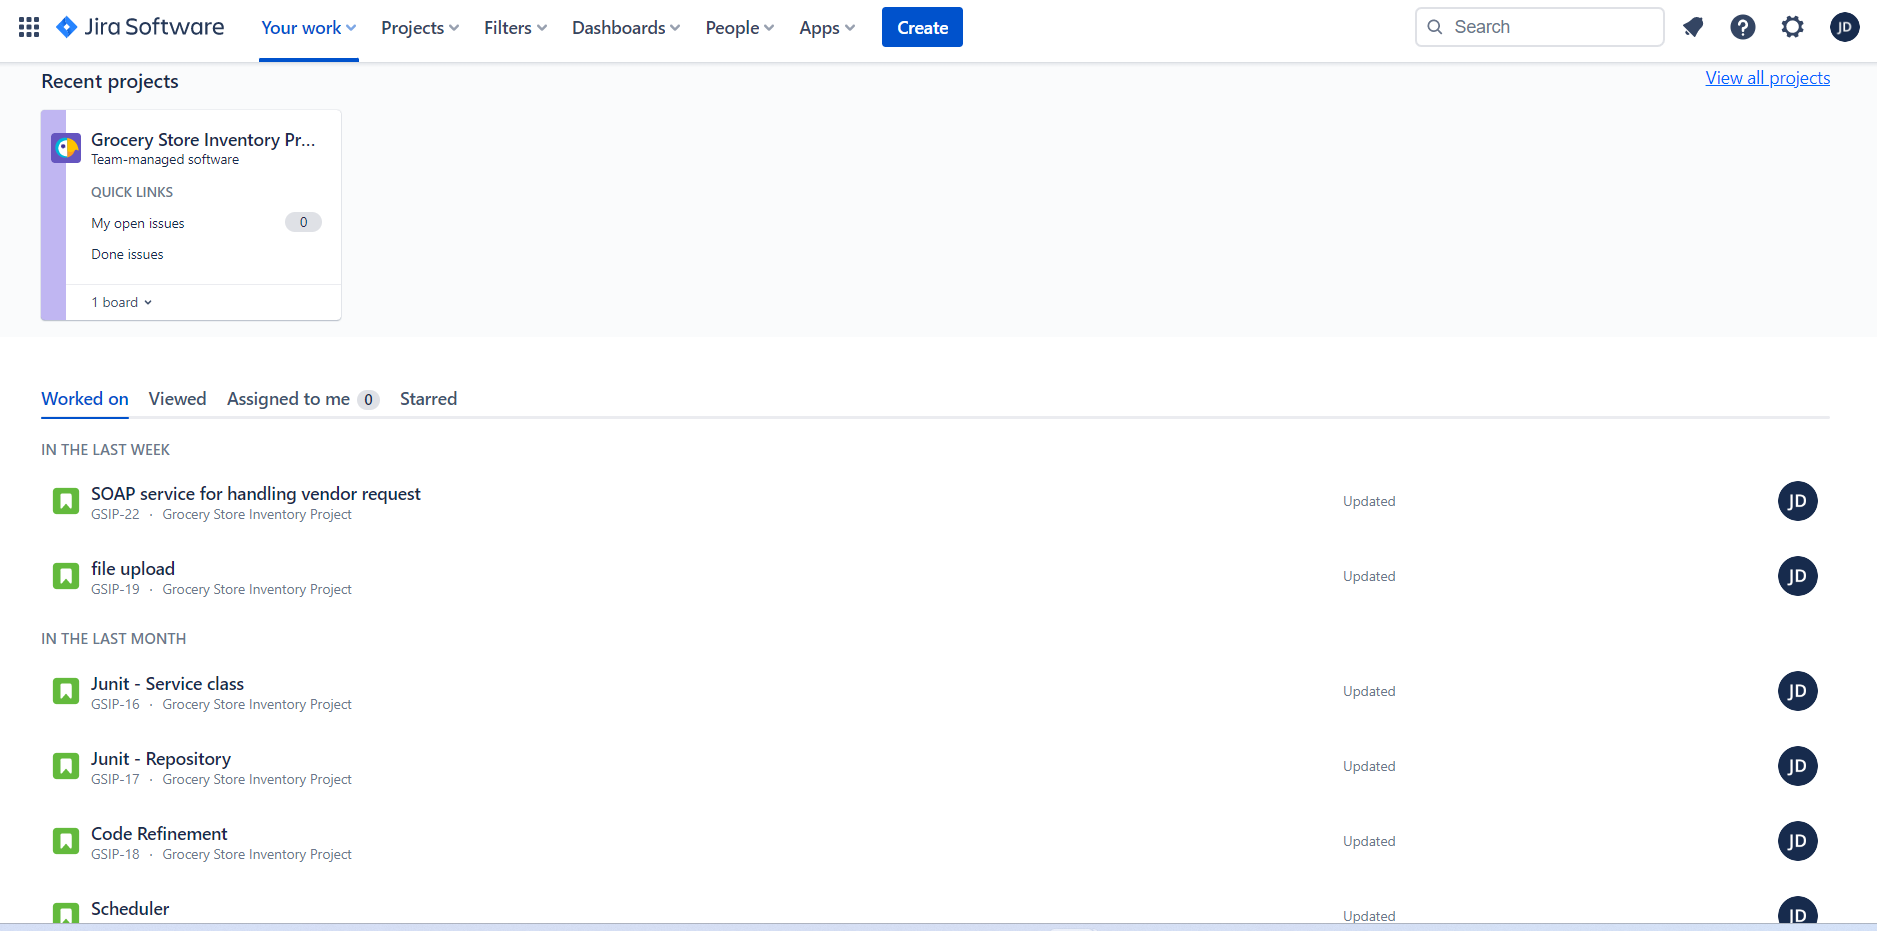 Jira Software Your work Projects Filters Dashboards People Apps Create Search JD
Recent projects View all projects
Grocery Store Inventory Pr...
Team-managed software
QUICK LINKS
My open issues 0
Done issues
1 board
Worked on Viewed Assigned to me 0 Starred
IN THE LAST WEEK
SOAP service for handling vendor request
GSIP-22 · Grocery Store Inventory Project Updated JD
file upload
GSIP-19 · Grocery Store Inventory Project Updated JD
IN THE LAST MONTH
Junit - Service class
GSIP-16 · Grocery Store Inventory Project Updated JD
Junit - Repository
GSIP-17 · Grocery Store Inventory Project Updated JD
Code Refinement
GSIP-18 · Grocery Store Inventory Project Updated JD
Scheduler
Updated JD